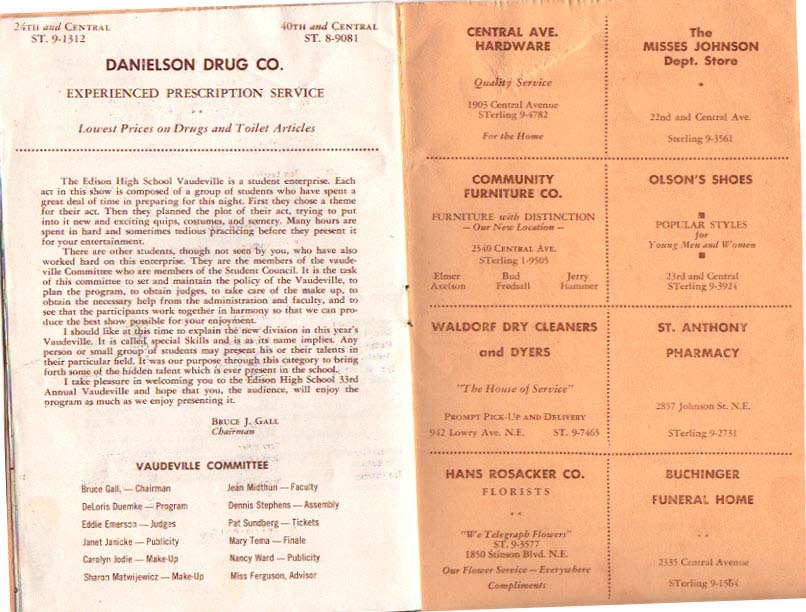 24TH and CENTRAL 40TH and CENTRAL
ST. 9-1312 ST. 8-9081
DANIELSON DRUG CO.
EXPERIENCED PRESCRIPTION SERVICE
Lowest Prices on Drugs and Toilet Articles
The Edison High School Vaudeville is a student enterprise. Each
act in this show is composed of a group of students who have spent a
great deal of time in preparing for this night. First they chose a theme
for their act. Then they planned the plot of their act, trying to put
into it new and exciting quips, costumes, and scenery. Many hours are
spent in hard and sometimes tedious practicing before they present it
for your entertainment.
There are other students, though not seen by you, who have also
worked hard on this enterprise. They are the members of the vaude-
ville Committee who are members of the Student Council. It is the task
of this committee to set and maintain the policy of the Vaudeville, to
plan the program, to obtain judges, to take care of the make up, to
obtain the necessary help from the administration and faculty, and to
see that the participants work together in harmony so that we can pro-
duce the best show possible for your enjoyment.
I should like at this time to explain the new division in this year's
Vaudeville. It is called special Skills and is as its name implies. Any
person or small group of students may present his or their talents in
their particular field. It was our purpose through this category to bring
forth some of the hidden talent which is ever present in the school.
I take pleasure in welcoming you to the Edison High School 33rd
Annual Vaudeville and hope that you, the audience, will enjoy the
program as much as we enjoy presenting it.
BRUCE J. GALL
Chairman
VAUDEVILLE COMMITTEE
Bruce Gall, — Chairman
DeLoris Duemke — Program
Eddie Emerson — Judges
Janet Janicke — Publicity
Carolyn Jodie — Make-Up
Sharon Matwijewicz — Make-Up
Jean Midthun — Faculty
Dennis Stephens — Assembly
Pat Sundberg — Tickets
Mary Tema — Finale
Nancy Ward — Publicity
Miss Ferguson, Advisor
CENTRAL AVE.
HARDWARE
Quality Service
1903 Central Avenue
STerling 9-4782
For the Home
The
MISSES JOHNSON
Dept. Store
22nd and Central Ave.
Sterling 9-3561
COMMUNITY
FURNITURE CO.
FURNITURE with DISTINCTION
— Our New Location —
2540 CENTRAL AVE.
STerling 1-9505
Elmer Bud Jerry
Axelson Fredsall Hammer
OLSON'S SHOES
POPULAR STYLES
for
Young Men and Women
23rd and Central
STerling 9-3924
WALDORF DRY CLEANERS
and DYERS
"The House of Service"
PROMPT PICK-UP AND DELIVERY
942 Lowry Ave. N.E. ST. 9-7465
ST. ANTHONY
PHARMACY
2857 Johnson St. N.E.
STerling 9-2731
HANS ROSACKER CO.
FLORISTS
"We Telegraph Flowers"
ST. 9-3577
1850 Stinson Blvd. N.E.
Our Flower Service — Everywhere
Compliments
BUCHINGER
FUNERAL HOME
2335 Central Avenue
STerling 9-1564